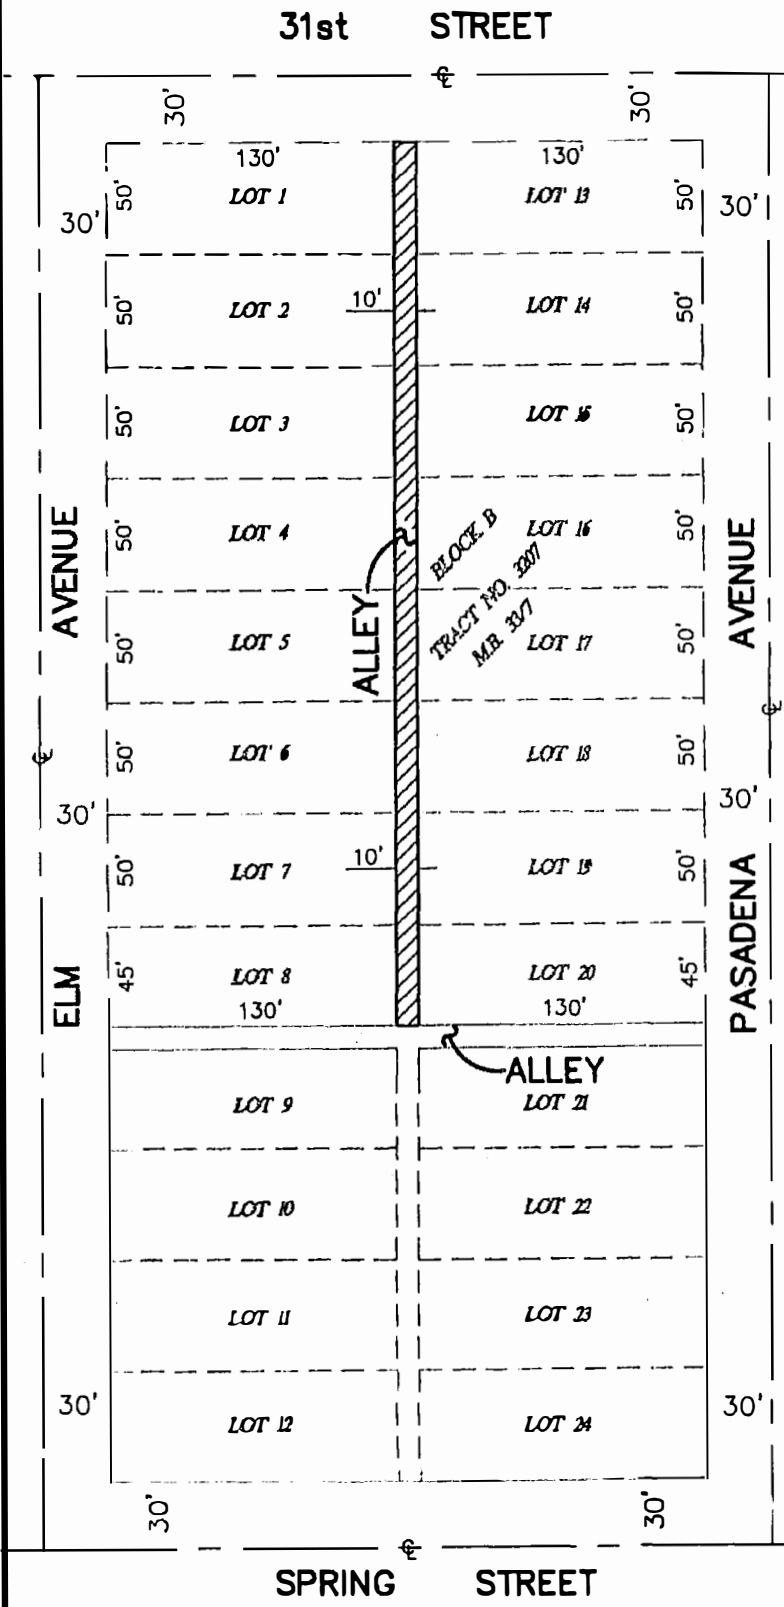 31st STREET
℄
30' 30'
130' 130'
50' LOT 1 LOT 13 50'
30' 30'
50' LOT 2 10' LOT 14 50'
50' LOT 3 LOT 15 50'
50' LOT 4 LOT 16 50'
BLOCK B
TRACT NO. 3207
M.B. 33/7
ALLEY
AVENUE
AVENUE
50' LOT 5 LOT 17 50'
50' LOT 6 LOT 18 50'
℄ ℄
30' 30'
50' LOT 7 10' LOT 19 50'
ELM
PASADENA
45' LOT 8 LOT 20 45'
130' 130'
ALLEY
LOT 9 LOT 21
LOT 10 LOT 22
LOT 11 LOT 23
30' 30'
LOT 12 LOT 24
30' 30'
℄
SPRING STREET